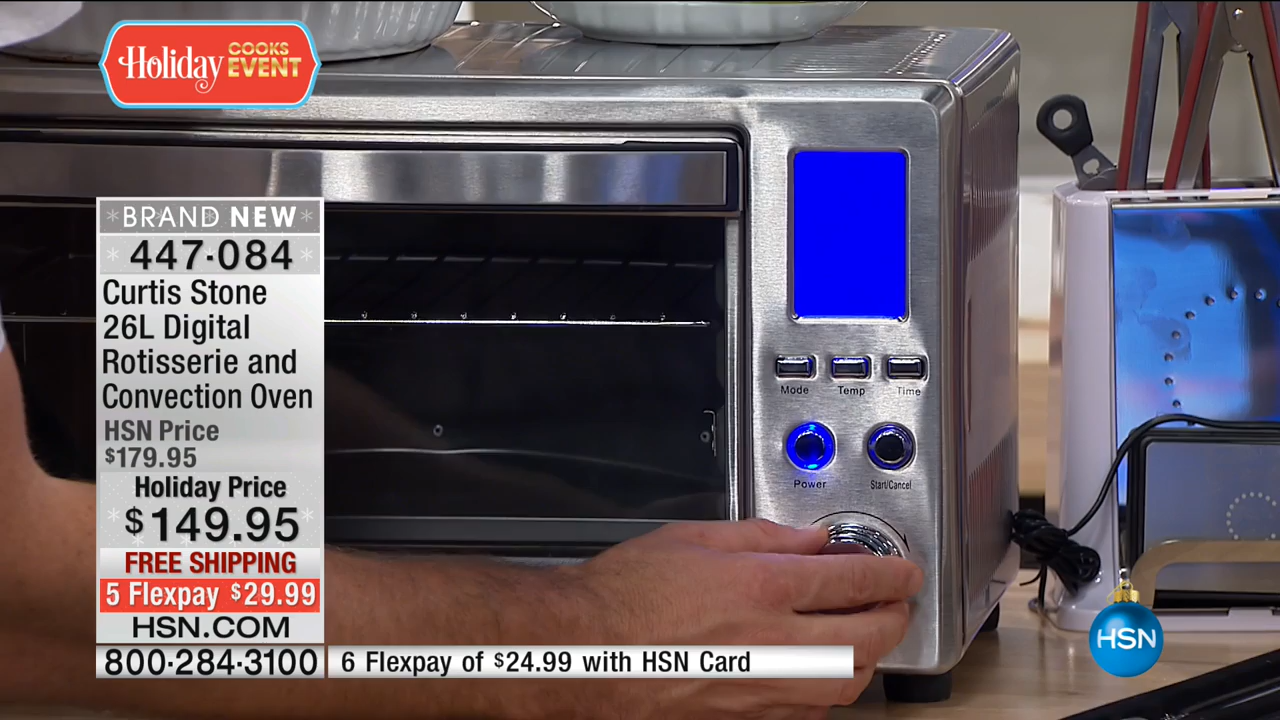 Holiday COOKS
EVENT
BRAND NEW
447·084
Curtis Stone
26L Digital
Rotisserie and
Convection Oven
HSN Price
$179.95
Holiday Price
$149.95
FREE SHIPPING
5 Flexpay $29.99
HSN.COM
800·284·3100
6 Flexpay of $24.99 with HSN Card
Mode Temp Time
Power Start/Cancel
HSN